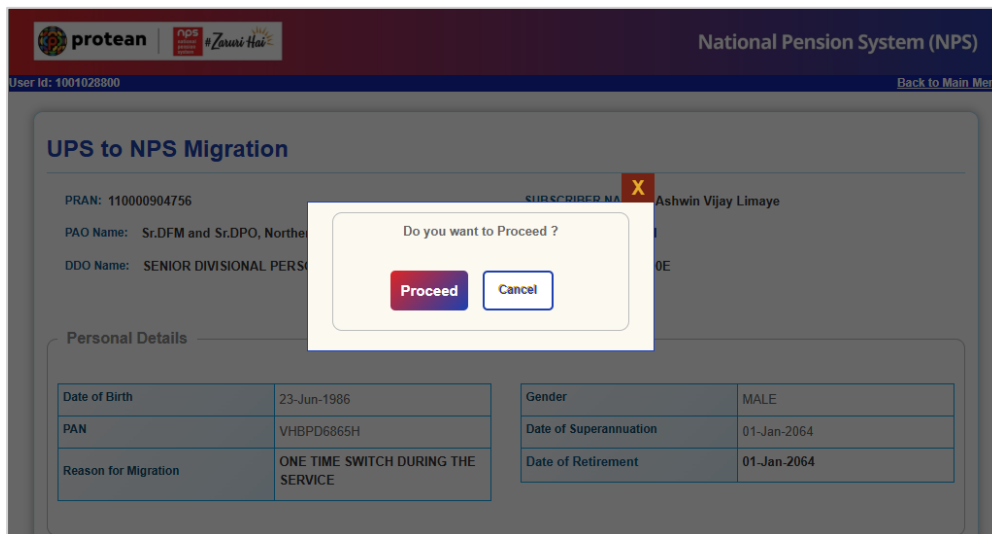 protean nps #Zaruri Hai National Pension System (NPS)
User Id: 1001028800 Back to Main Men
UPS to NPS Migration
PRAN: 110000904756 SUBSCRIBER NA Ashwin Vijay Limaye
X
PAO Name: Sr.DFM and Sr.DPO, Norther
Do you want to Proceed ?
DDO Name: SENIOR DIVISIONAL PERS 0E
Proceed Cancel
Personal Details
Date of Birth 23-Jun-1986 Gender MALE
PAN VHBPD6865H Date of Superannuation 01-Jan-2064
Reason for Migration ONE TIME SWITCH DURING THE Date of Retirement 01-Jan-2064
SERVICE